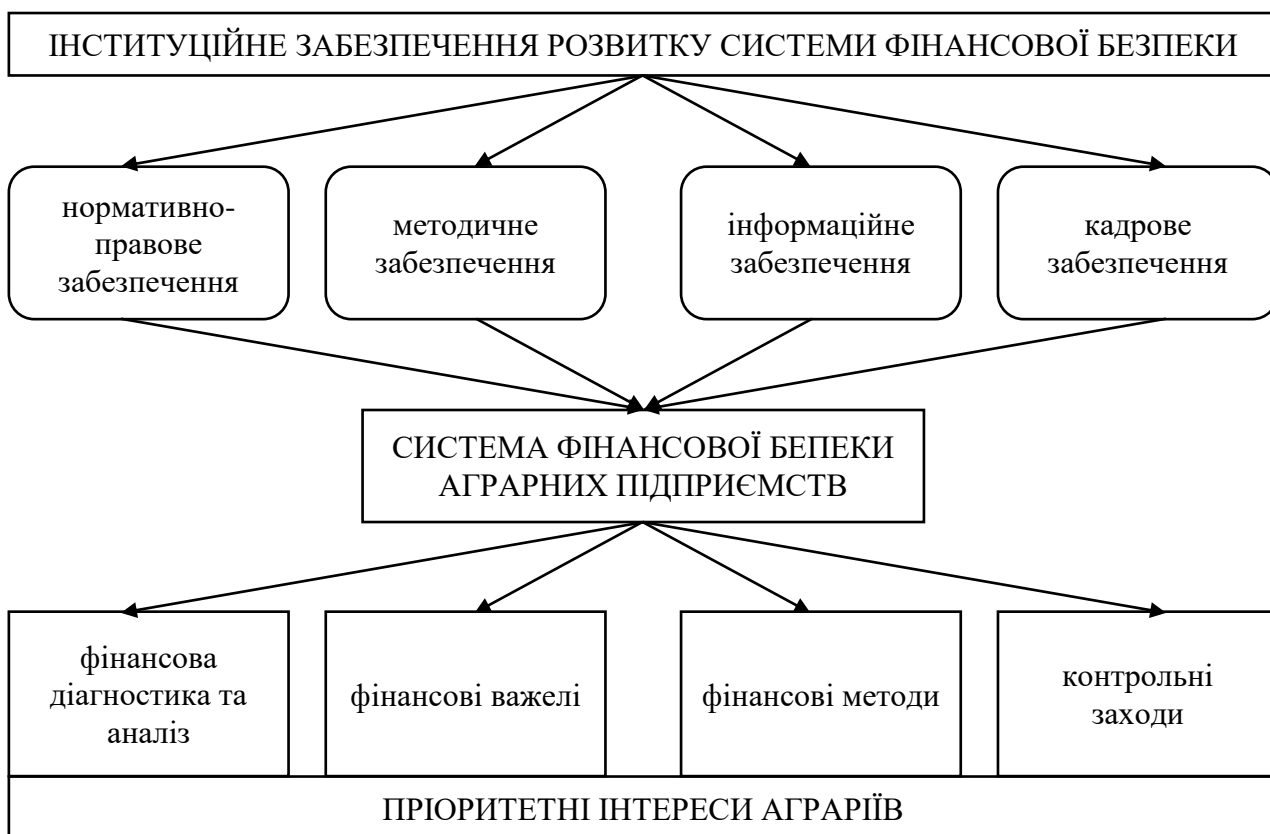 ІНСТИТУЦІЙНЕ ЗАБЕЗПЕЧЕННЯ РОЗВИТКУ СИСТЕМИ ФІНАНСОВОЇ БЕЗПЕКИ
нормативно-
правове
забезпечення
методичне
забезпечення
інформаційне
забезпечення
кадрове
забезпечення
СИСТЕМА ФІНАНСОВОЇ БЕПЕКИ
АГРАРНИХ ПІДПРИЄМСТВ
фінансова
діагностика та
аналіз
фінансові важелі
фінансові методи
контрольні
заходи
ПРІОРИТЕТНІ ІНТЕРЕСИ АГРАРІЇВ